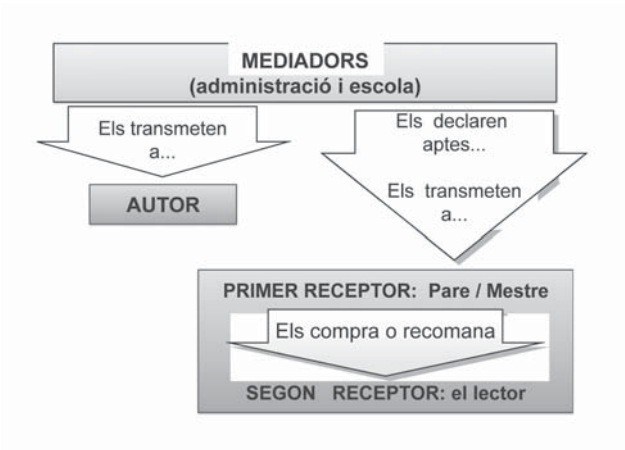 MEDIADORS
(administració i escola)
Els transmeten
a...
AUTOR
Els declaren
aptes...
Els transmeten
a...
PRIMER RECEPTOR: Pare / Mestre
Els compra o recomana
SEGON RECEPTOR: el lector